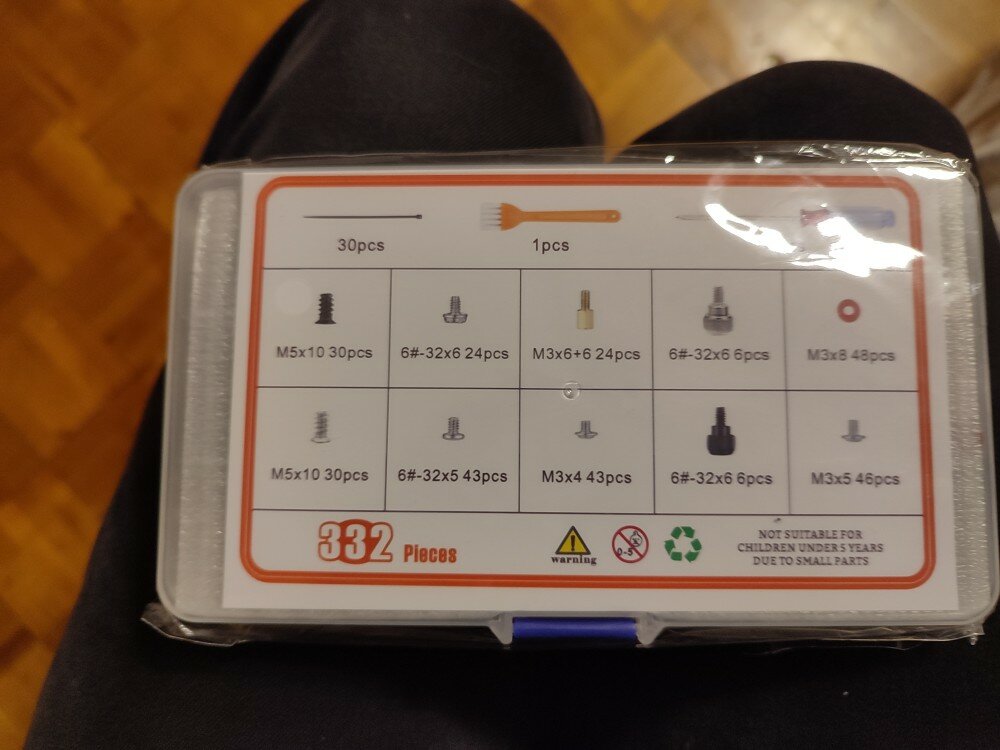 30pcs 1pcs
M5x10 30pcs 6#-32x6 24pcs M3x6+6 24pcs 6#-32x6 6pcs M3x8 48pcs
M5x10 30pcs 6#-32x5 43pcs M3x4 43pcs 6#-32x6 6pcs M3x5 46pcs
332 Pieces
warning
0-5
NOT SUITABLE FOR
CHILDREN UNDER 5 YEARS
DUE TO SMALL PARTS